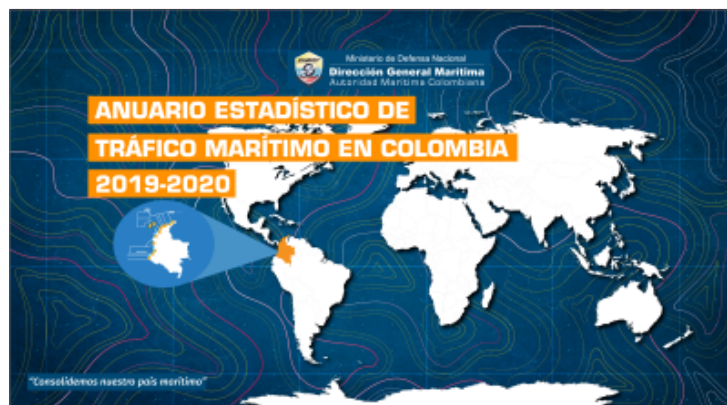 Ministerio de Defensa Nacional
Dirección General Marítima
Autoridad Marítima Colombiana
ANUARIO ESTADÍSTICO DE
TRÁFICO MARÍTIMO EN COLOMBIA
2019-2020
"Consolidemos nuestro país marítimo"